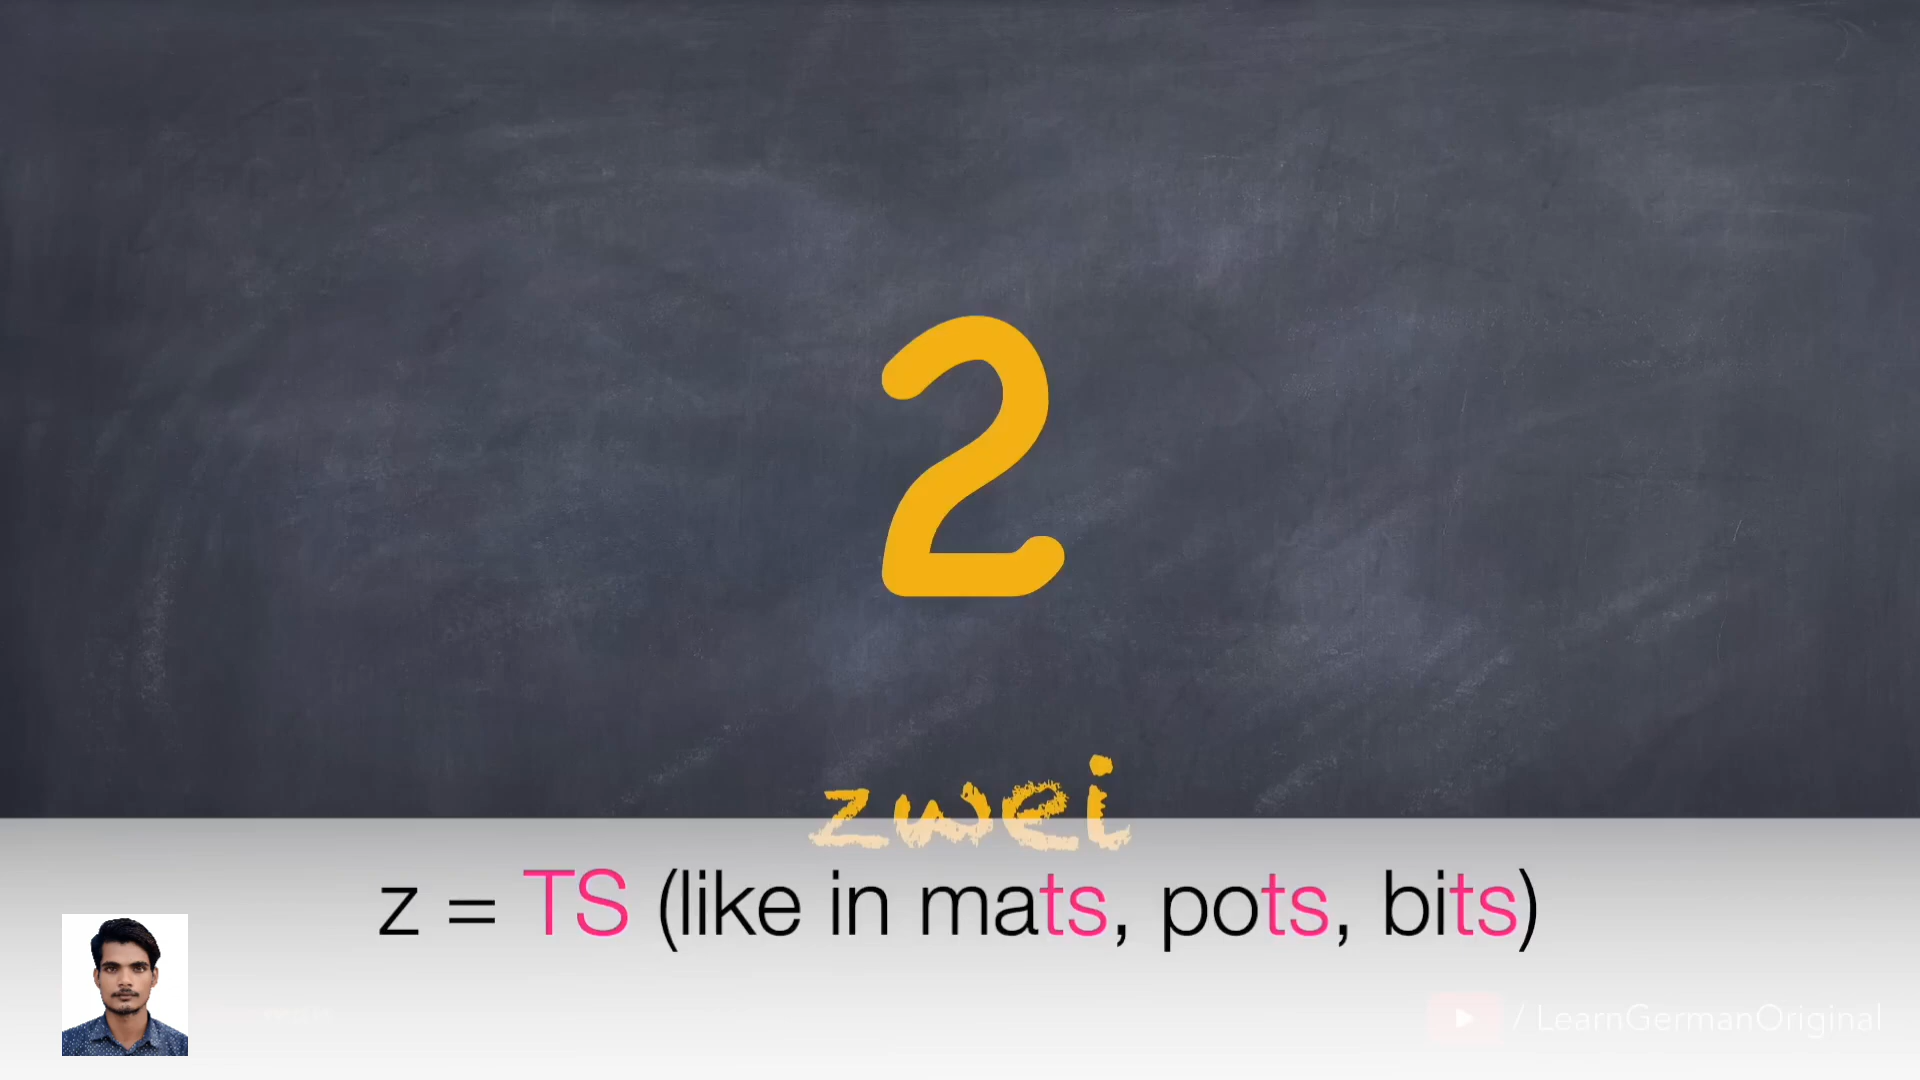 2
zwei
z = TS (like in mats, pots, bits)
/ LearnGermanOriginal